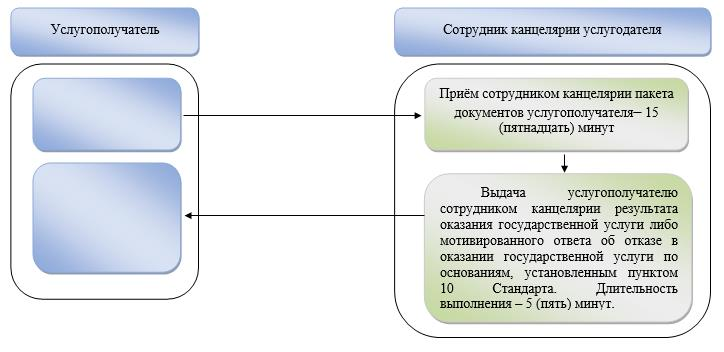 Услугополучатель
Сотрудник канцелярии услугодателя
Приём сотрудником канцелярии пакета
документов услугополучателя– 15
(пятнадцать) минут
Выдача услугополучателю
сотрудником канцелярии результата
оказания государственной услуги либо
мотивированного ответа об отказе в
оказании государственной услуги по
основаниям, установленным пунктом
10 Стандарта. Длительность
выполнения – 5 (пять) минут.